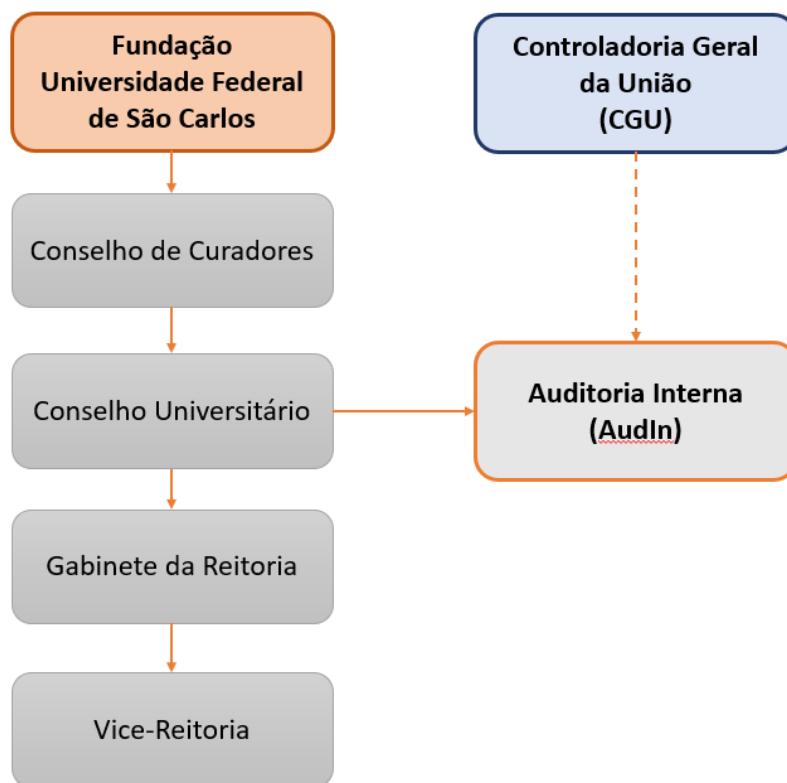 Fundação
Universidade Federal
de São Carlos
Controladoria Geral
da União
(CGU)
Conselho de Curadores
Conselho Universitário
Auditoria Interna
(AudIn)
Gabinete da Reitoria
Vice-Reitoria